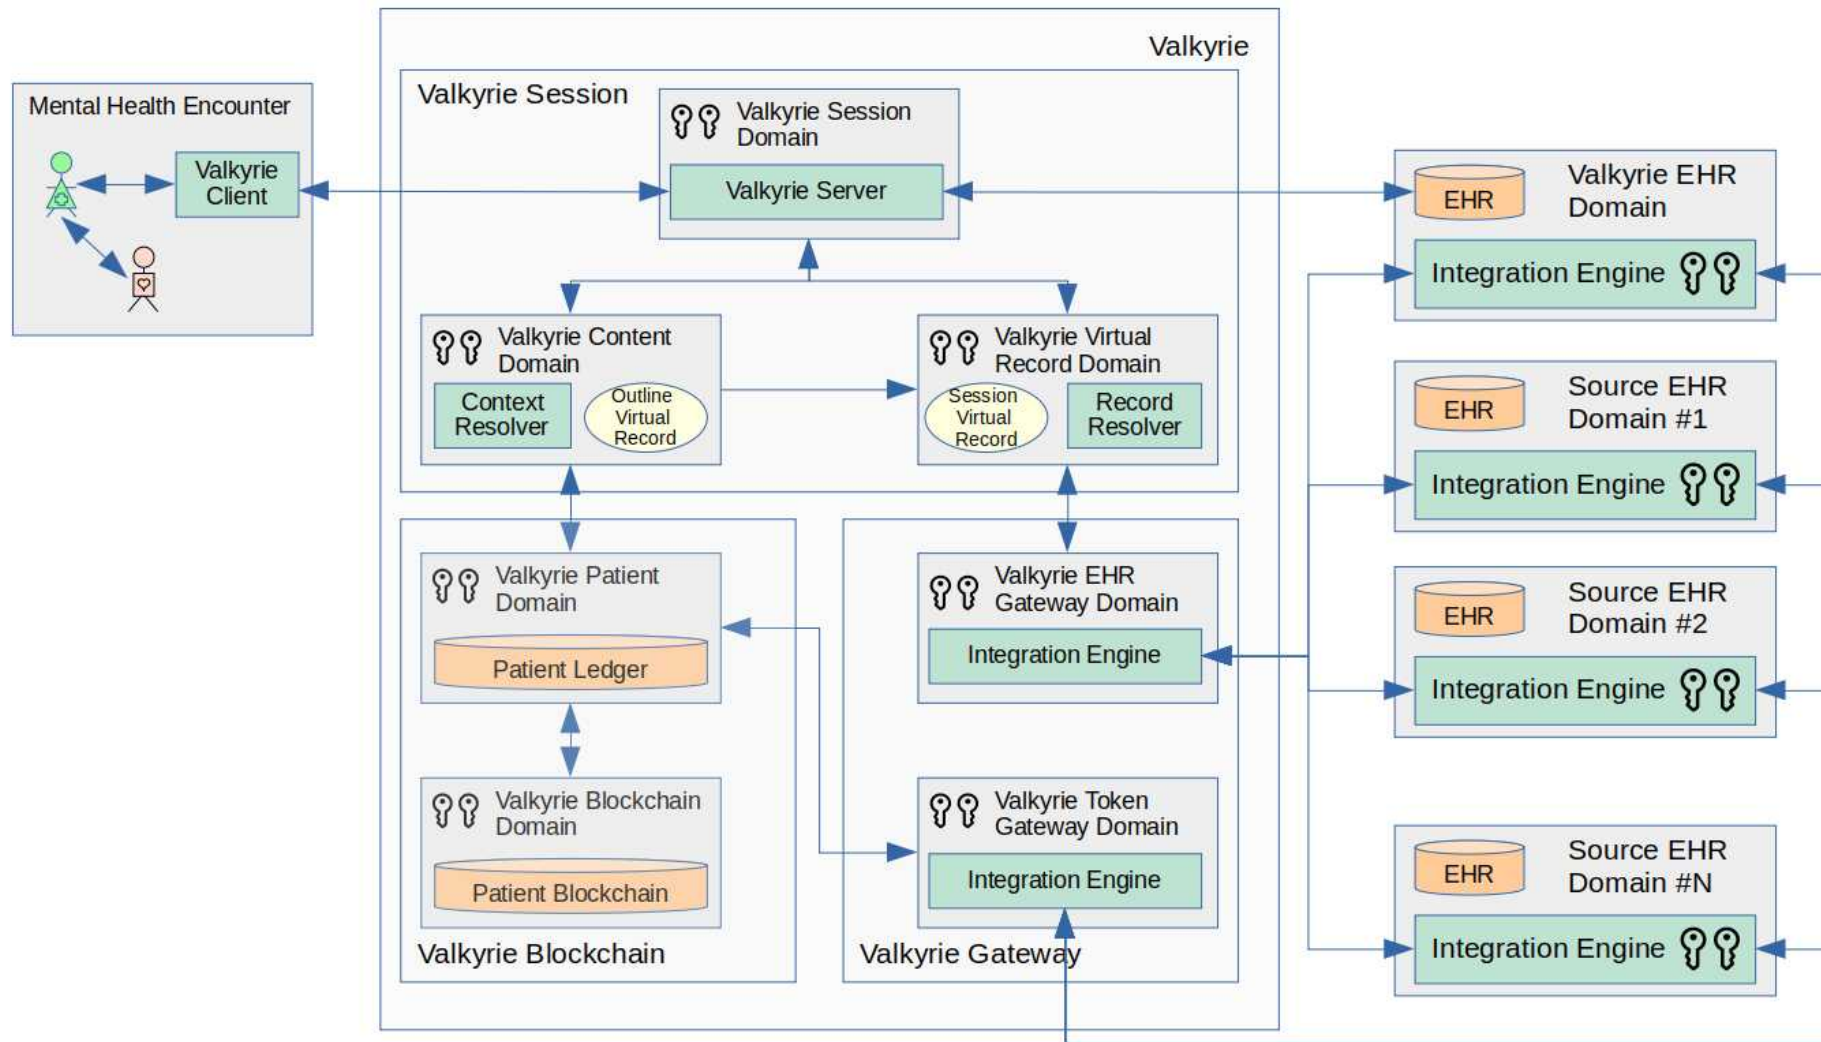 Valkyrie
Mental Health Encounter
Valkyrie
Client
Valkyrie Session
Valkyrie Session
Domain
Valkyrie Server
Valkyrie Content
Domain
Context
Resolver
Outline
Virtual
Record
Valkyrie Virtual
Record Domain
Session
Virtual
Record
Record
Resolver
Valkyrie Patient
Domain
Patient Ledger
Valkyrie Blockchain
Domain
Patient Blockchain
Valkyrie Blockchain
Valkyrie EHR
Gateway Domain
Integration Engine
Valkyrie Token
Gateway Domain
Integration Engine
Valkyrie Gateway
EHR
Valkyrie EHR
Domain
Integration Engine
EHR
Source EHR
Domain #1
Integration Engine
EHR
Source EHR
Domain #2
Integration Engine
EHR
Source EHR
Domain #N
Integration Engine